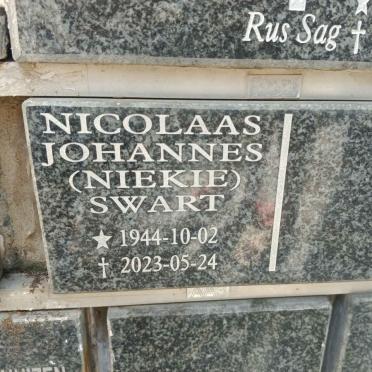 Rus Sag †
NICOLAAS
JOHANNES
(NIEKIE)
SWART
★ 1944-10-02
† 2023-05-24